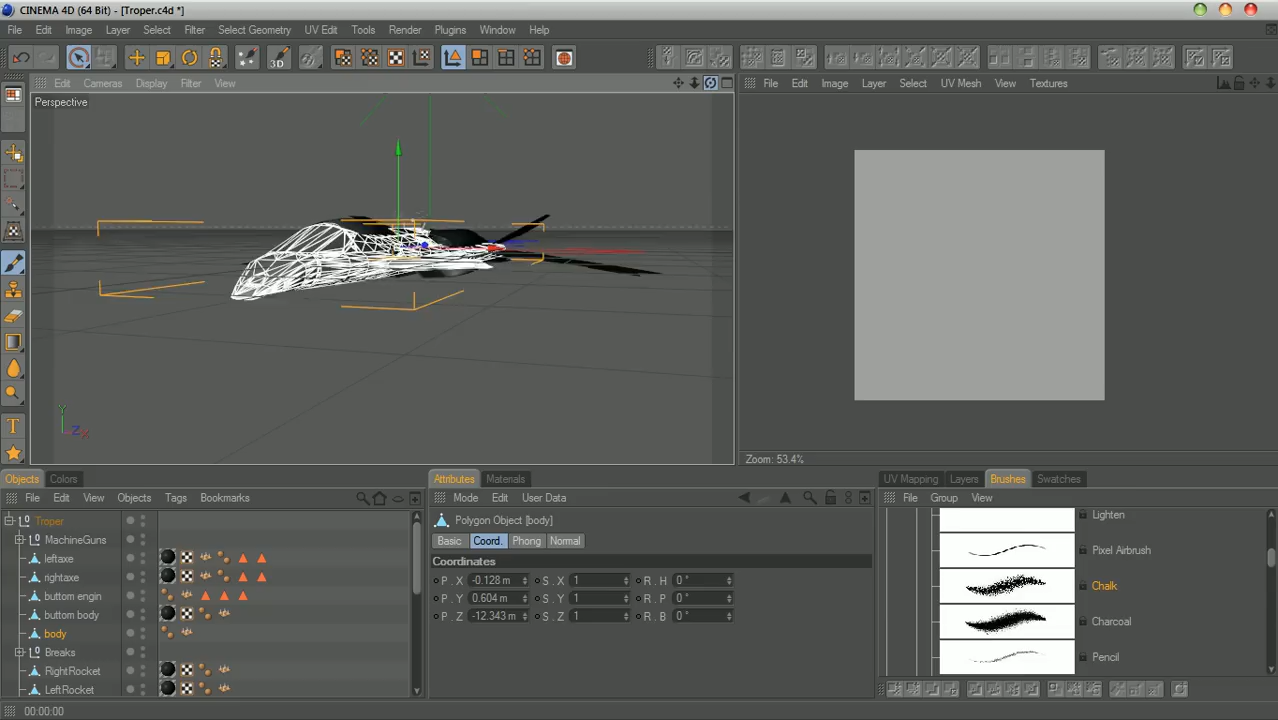 CINEMA 4D (64 Bit) - [Troper.c4d *]
File Edit Image Layer Select Filter Select Geometry UV Edit Tools Render Plugins Window Help
3D
Edit Cameras Display Filter View
File Edit Image Layer Select UV Mesh View Textures
Perspective
Y
Z X
Zoom: 53.4%
Objects Colors
Attributes Materials
UV Mapping Layers Brushes Swatches
File Edit View Objects Tags Bookmarks
Mode Edit User Data
File Group View
Troper
MachineGuns
leftaxe
rightaxe
buttom engin
buttom body
body
Breaks
RightRocket
LeftRocket
Polygon Object [body]
Basic Coord. Phong Normal
Coordinates
P . X -0.128 m S . X 1 R . H 0 °
P . Y 0.604 m S . Y 1 R . P 0 °
P . Z -12.343 m S . Z 1 R . B 0 °
Lighten
Pixel Airbrush
Chalk
Charcoal
Pencil
T
00:00:00